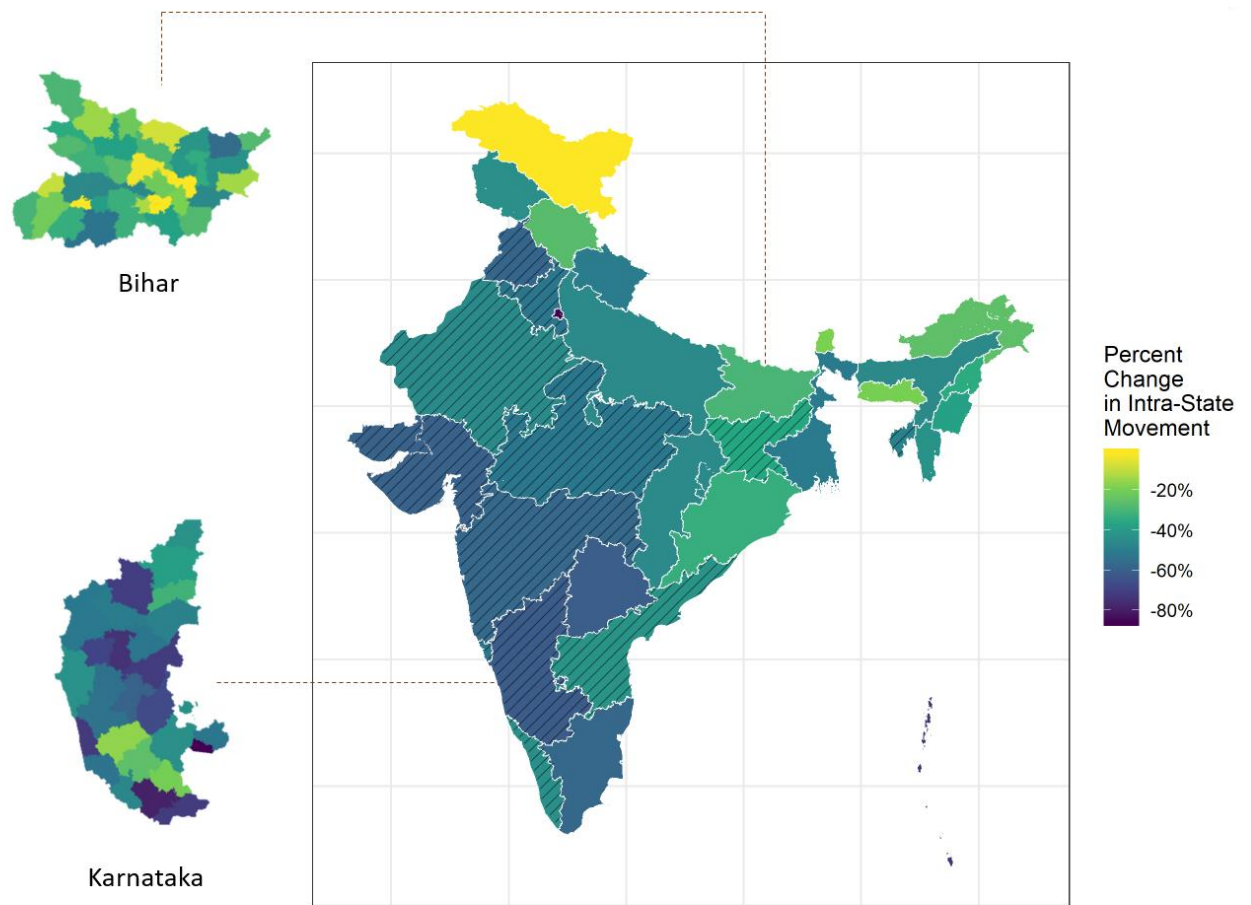 Bihar
Karnataka
Percent
Change
in Intra-State
Movement
-20%
-40%
-60%
-80%